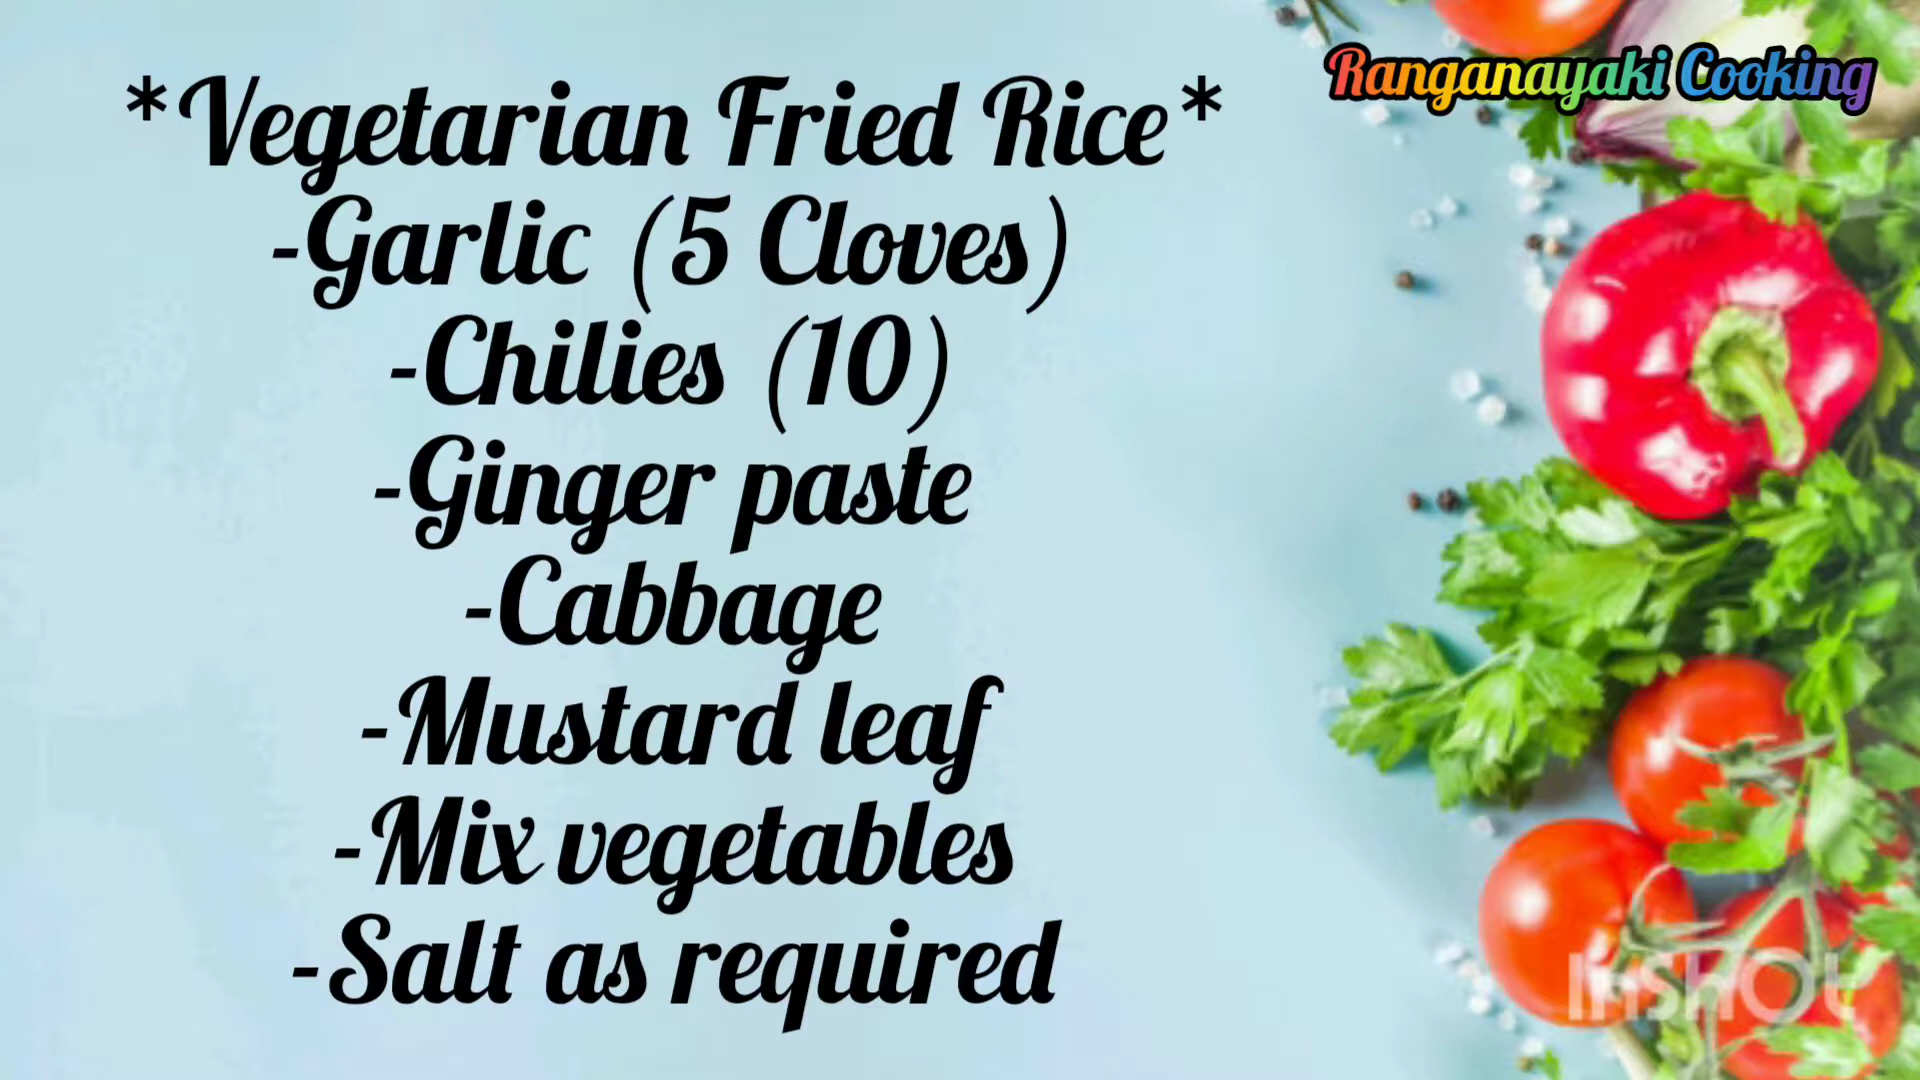 Ranganayaki Cooking
*Vegetarian Fried Rice*
-Garlic (5 Cloves)
-Chilies (10)
-Ginger paste
-Cabbage
-Mustard leaf
-Mix vegetables
-Salt as required
InShOt